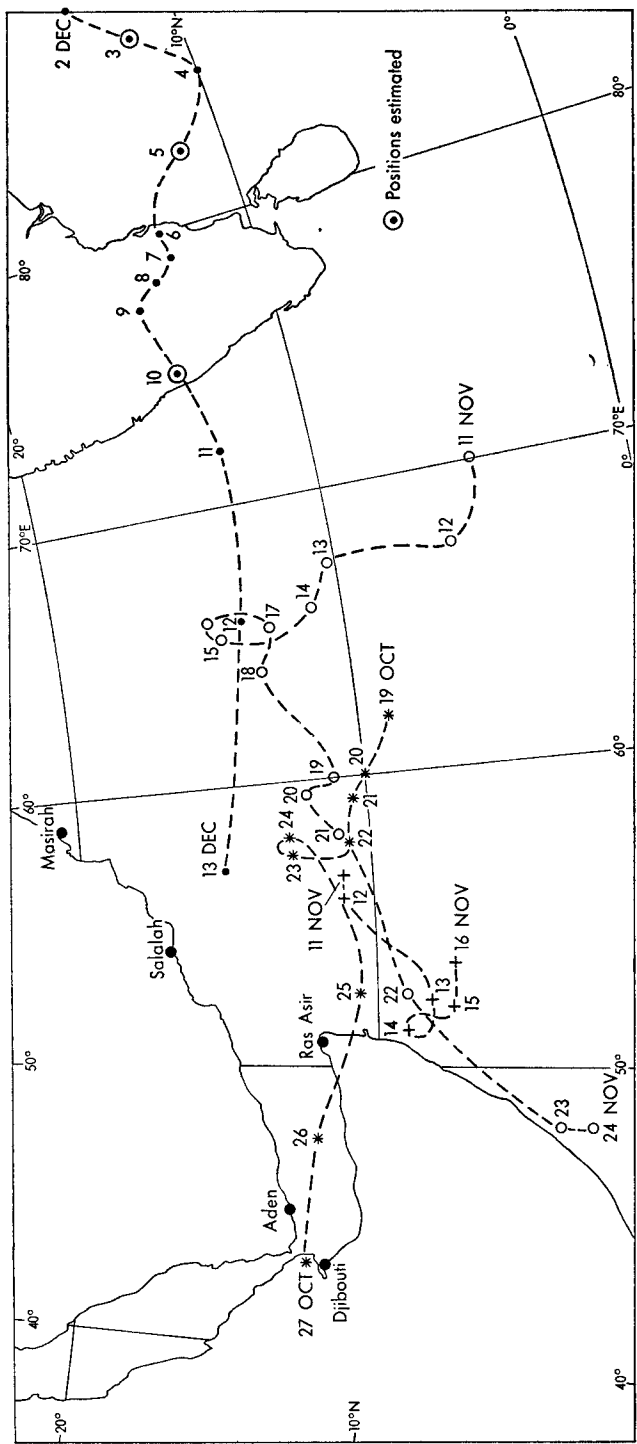 40°
50°
60°
70°E
20°
80°
2 DEC
20°
Masirah
3
10°N
9
8
4
5
7
6
10
Salalah
11
15
12
17
18
13 DEC
Aden
Ras Asir
24
23
20
19
14
13
Positions estimated
27 OCT
26
Djibouti
25
11 NOV
12
21
22
21
20
19 OCT
12
11 NOV
10°N
14
22
13
15
16 NOV
23
24 NOV
0°
40°
50°
60°
0°
70°E
80°